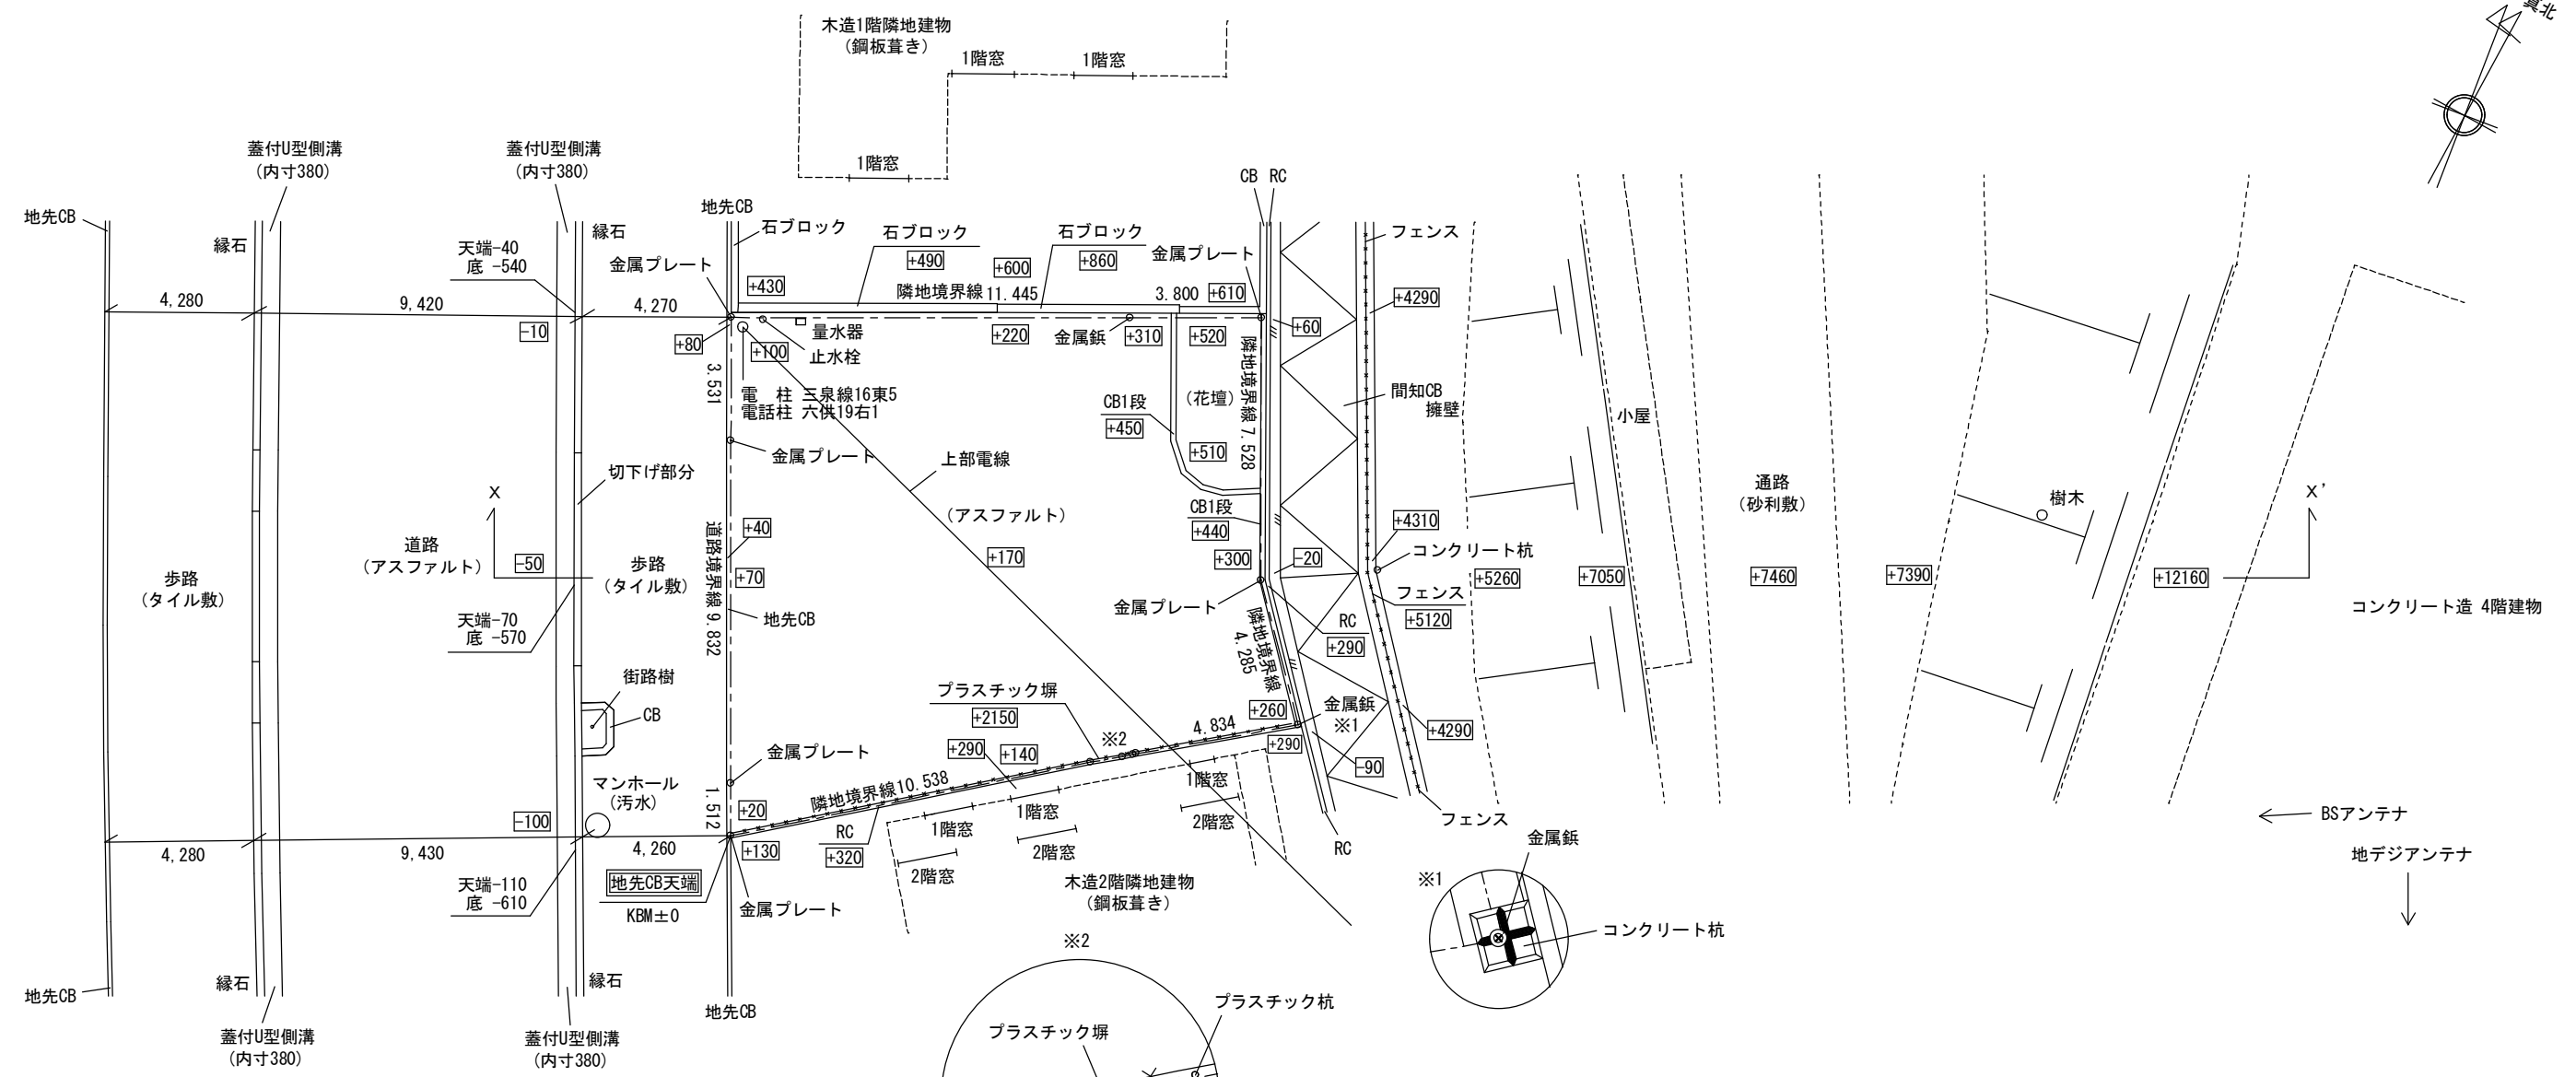 真北
木造1階隣地建物
(鋼板葺き)
1階窓
1階窓
1階窓
蓋付U型側溝
(内寸380)
蓋付U型側溝
(内寸380)
CB
RC
地先CB
地先CB
石ブロック
石ブロック
+490
石ブロック
+860
+600
金属プレート
フェンス
縁石
縁石
天端-40
底 -540
金属プレート
+430
隣地境界線
11.445
3.800
+610
+4290
4,280
9,420
4,270
-10
+80
+100
量水器
止水栓
+220
金属鋲
+310
+520
+60
3.531
電　柱 三泉線16東5
電話柱 六供19右1
CB1段
+450
(花壇)
隣地境界線 7.528
間知CB
擁壁
小屋
+510
金属プレート
上部電線
切下げ部分
X
X'
通路
(砂利敷)
樹木
CB1段
+440
+4310
(アスファルト)
+40
+170
道路
(アスファルト)
-50
歩路
(タイル敷)
歩路
(タイル敷)
道路境界線 9.832
+70
+300
-20
コンクリート杭
+5260
+7050
+7460
+7390
+12160
フェンス
+5120
金属プレート
地先CB
RC
+290
コンクリート造 4階建物
天端-70
底 -570
隣地境界線
4.285
街路樹
CB
プラスチック塀
+2150
+260
金属鋲
※1
4.834
+4290
※2
+290
+140
+290
金属プレート
-90
マンホール
(汚水)
1.512
隣地境界線10.538
1階窓
1階窓
1階窓
+20
-100
RC
+320
2階窓
2階窓
2階窓
フェンス
BSアンテナ
4,280
9,430
4,260
+130
RC
金属鋲
地デジアンテナ
天端-110
底 -610
地先CB天端
KBM±0
金属プレート
木造2階隣地建物
(鋼板葺き)
※1
コンクリート杭
※2
縁石
縁石
地先CB
地先CB
プラスチック杭
プラスチック塀
蓋付U型側溝
(内寸380)
蓋付U型側溝
(内寸380)